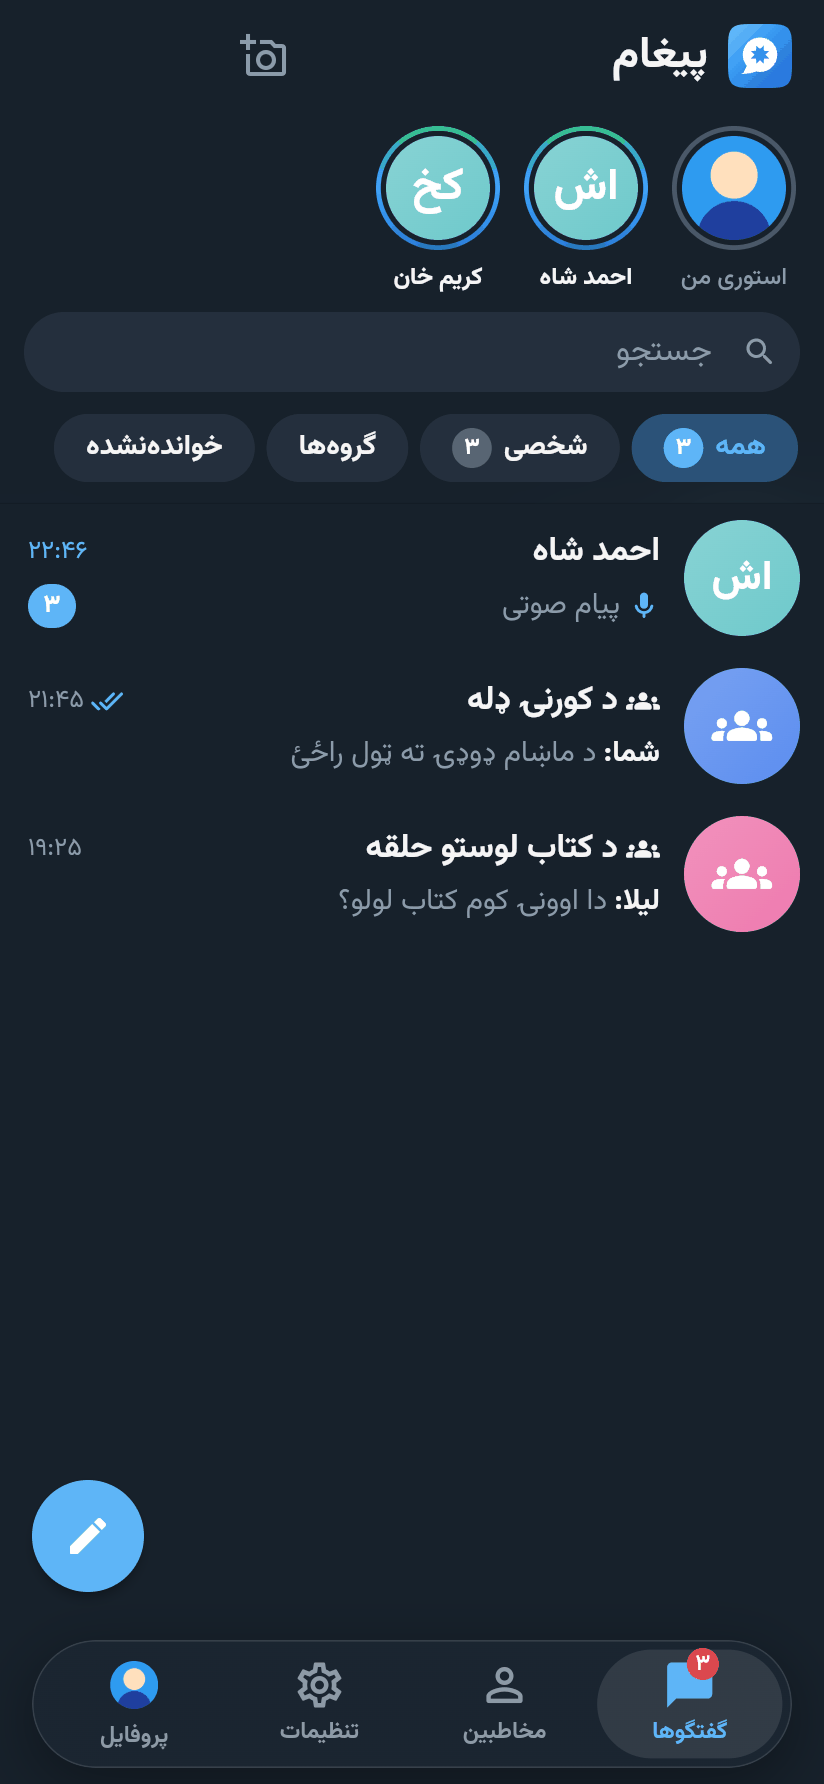 پیغام
اش
کخ
استوری من
احمد شاه
کریم خان
جستجو
همه ۳
شخصی ۳
گروه‌ها
خوانده‌نشده
اش
احمد شاه
۲۲:۴۶
پیام صوتی
۳
د کورنۍ ډله
۲۱:۴۵
شما: د ماښام ډوډۍ ته ټول راځئ
د کتاب لوستو حلقه
۱۹:۲۵
لیلا: دا اوونۍ کوم کتاب لولو؟
۳
گفتگوها
مخاطبین
تنظیمات
پروفایل